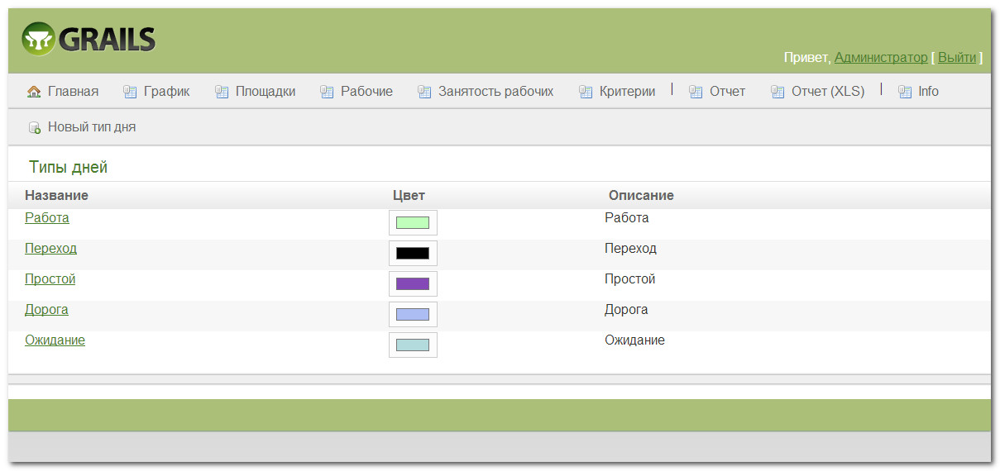 GRAILS
Привет, Администратор [ Выйти ]
Главная График Площадки Рабочие Занятость рабочих Критерии | Отчет Отчет (XLS) | Info
Новый тип дня
Типы дней
Название Цвет Описание
Работа Работа
Переход Переход
Простой Простой
Дорога Дорога
Ожидание Ожидание